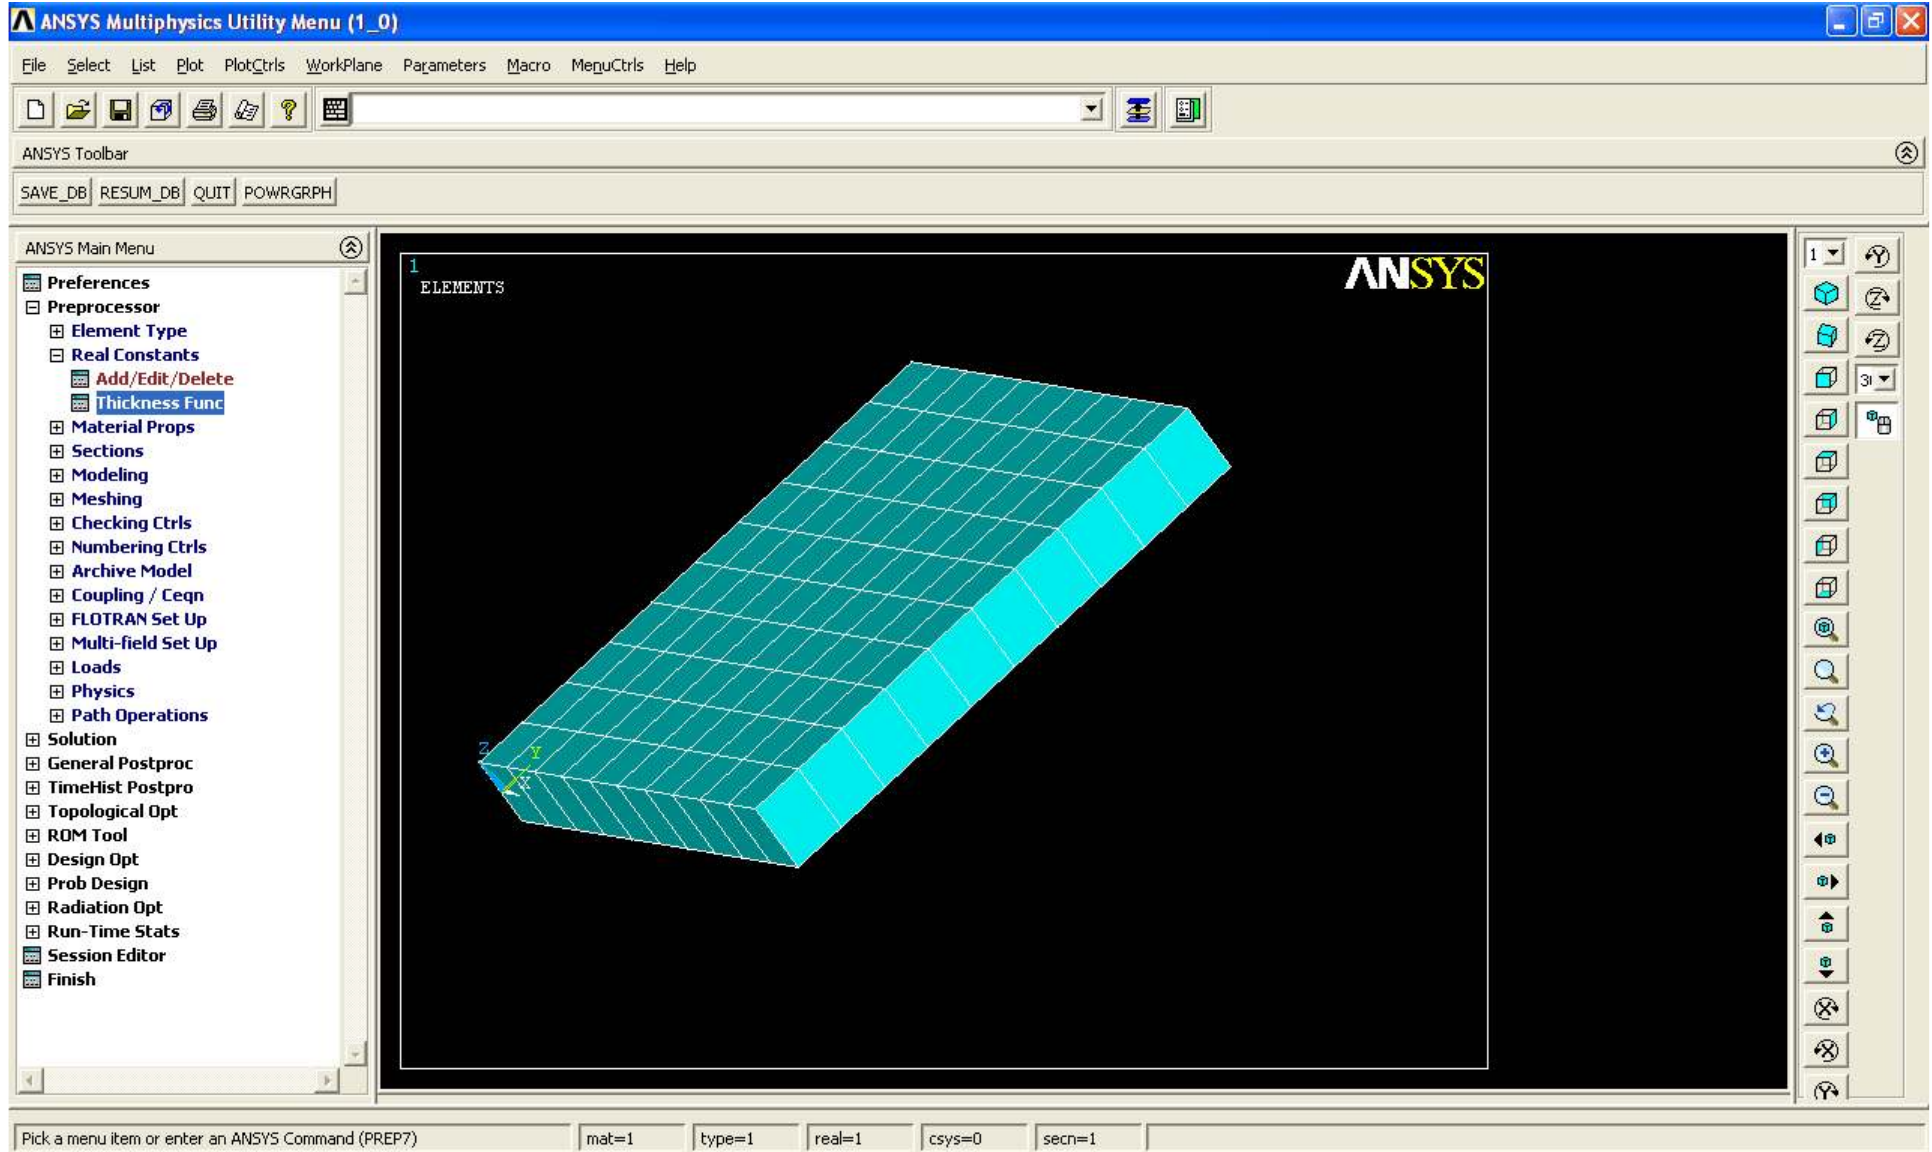 ANSYS Multiphysics Utility Menu (1_0)
File Select List Plot PlotCtrls WorkPlane Parameters Macro MenuCtrls Help
ANSYS Toolbar
SAVE_DB RESUM_DB QUIT POWRGRPH
ANSYS Main Menu
Preferences
Preprocessor
Element Type
Real Constants
Add/Edit/Delete
Thickness Func
Material Props
Sections
Modeling
Meshing
Checking Ctrls
Numbering Ctrls
Archive Model
Coupling / Ceqn
FLOTRAN Set Up
Multi-field Set Up
Loads
Physics
Path Operations
Solution
General Postproc
TimeHist Postpro
Topological Opt
ROM Tool
Design Opt
Prob Design
Radiation Opt
Run-Time Stats
Session Editor
Finish
1
ELEMENTS
ANSYS
Z Y
X
1
Y
Z
Z
X
X
Y
Pick a menu item or enter an ANSYS Command (PREP7) mat=1 type=1 real=1 csys=0 secn=1